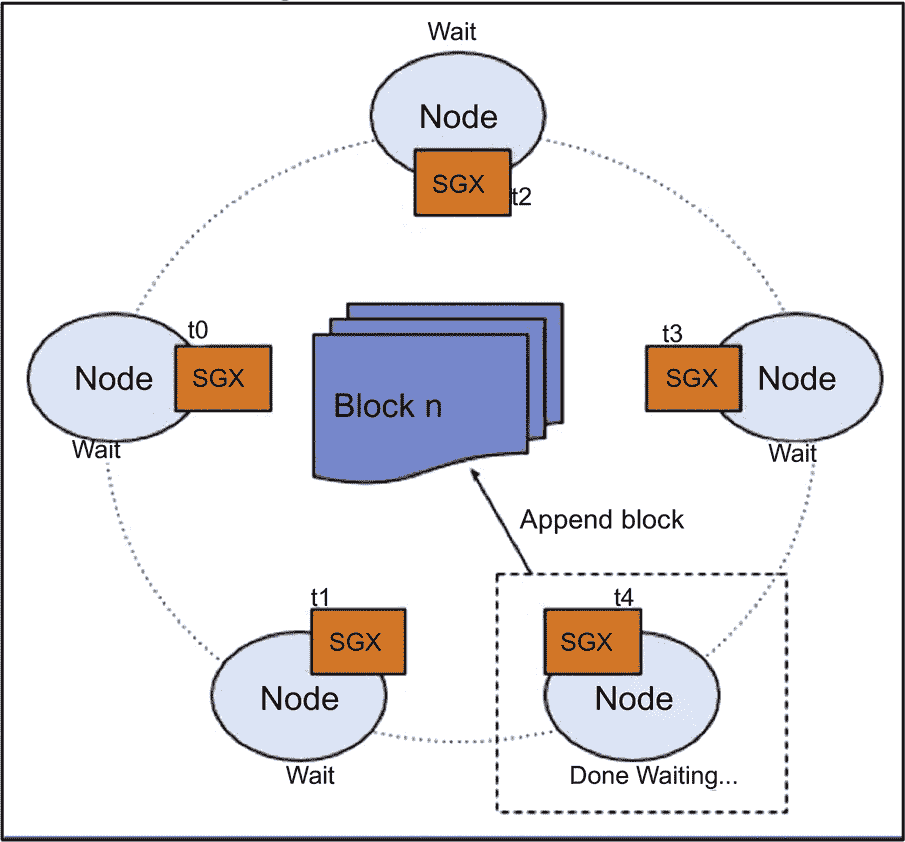 Wait
Node
SGX
t2
t0
Node
SGX
Wait
t3
SGX
Node
Wait
Block n
Append block
t1
SGX
Node
Wait
t4
SGX
Node
Done Waiting...